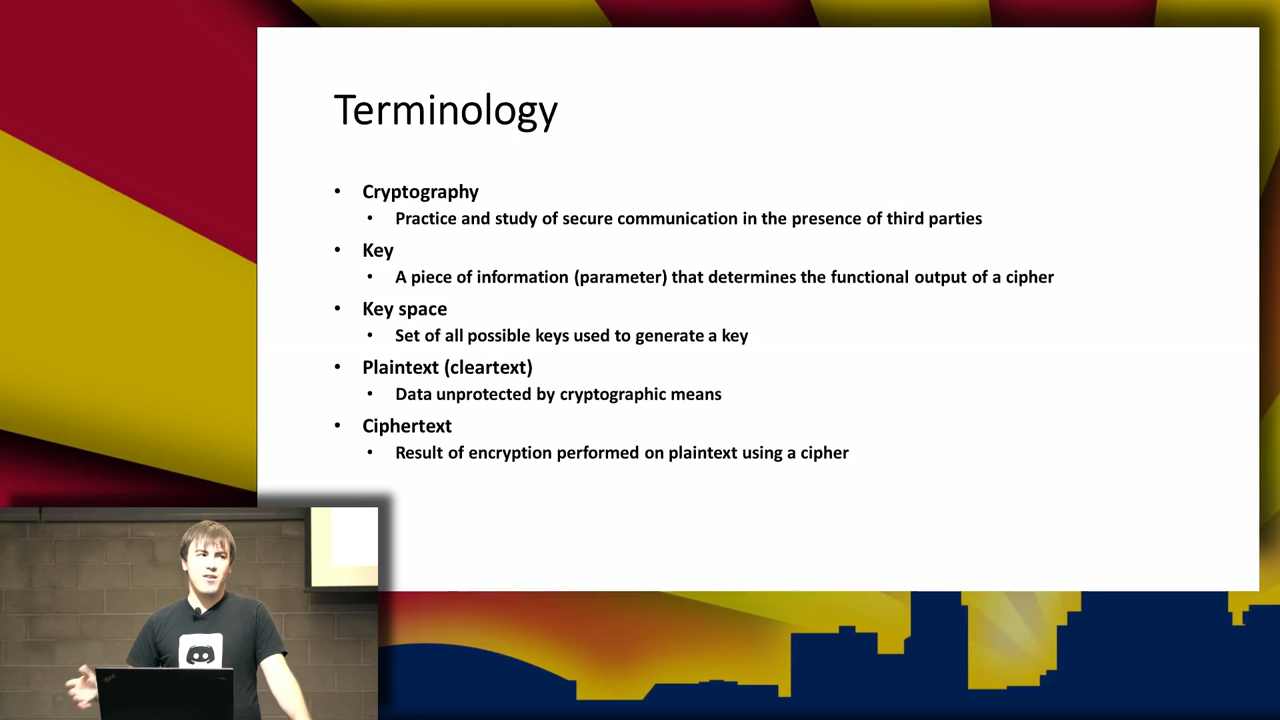 Terminology
• Cryptography
• Practice and study of secure communication in the presence of third parties
• Key
• A piece of information (parameter) that determines the functional output of a cipher
• Key space
• Set of all possible keys used to generate a key
• Plaintext (cleartext)
• Data unprotected by cryptographic means
• Ciphertext
• Result of encryption performed on plaintext using a cipher